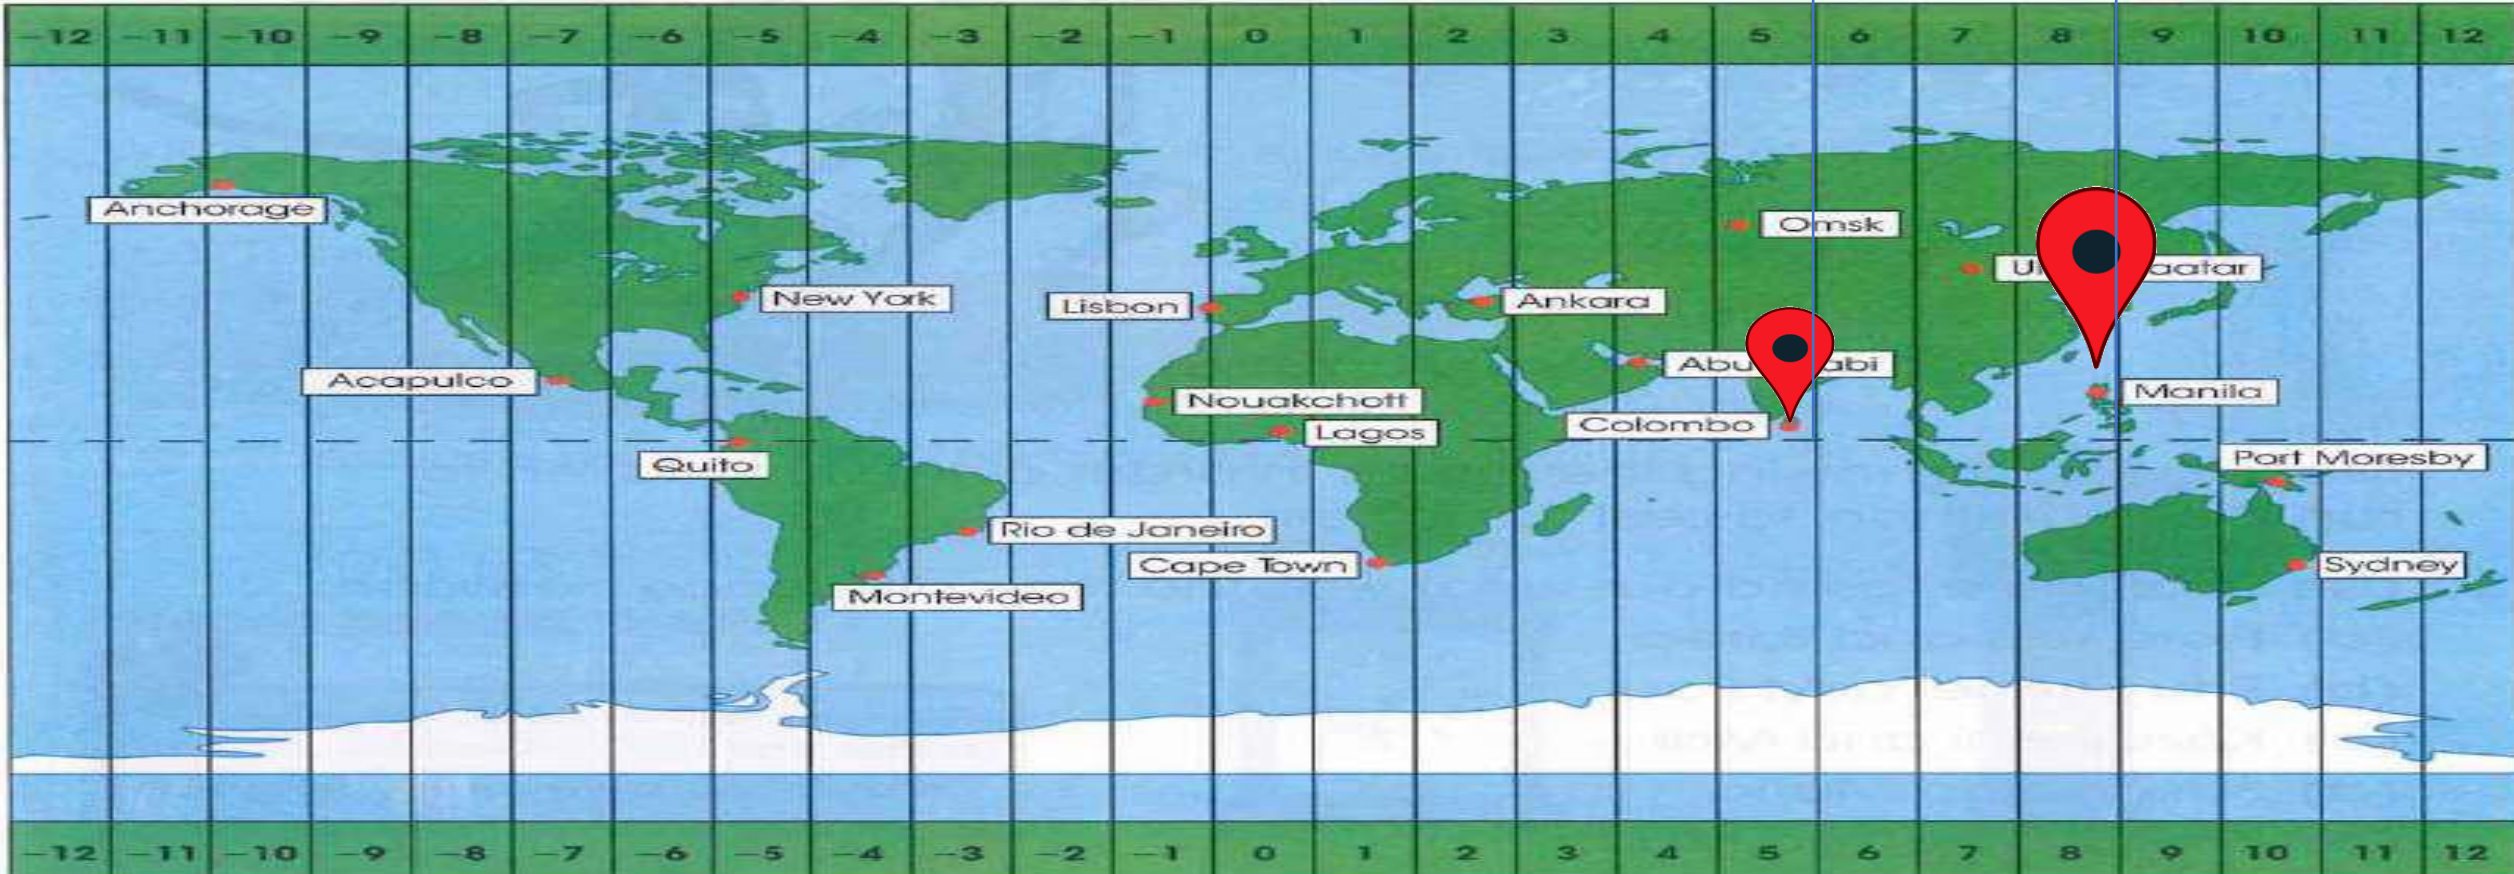 –12 –11 –10 –9 –8 –7 –6 –5 –4 –3 –2 –1 0 1 2 3 4 5 6 7 8 9 10 11 12
Anchorage
Omsk
New York
Lisbon
Ankara
Acapulco
Abu
Manila
Nouakchott
Colombo
Lagos
Quito
Port Moresby
Rio de Janeiro
Cape Town
Sydney
Montevideo
–12 –11 –10 –9 –8 –7 –6 –5 –4 –3 –2 –1 0 1 2 3 4 5 6 7 8 9 10 11 12